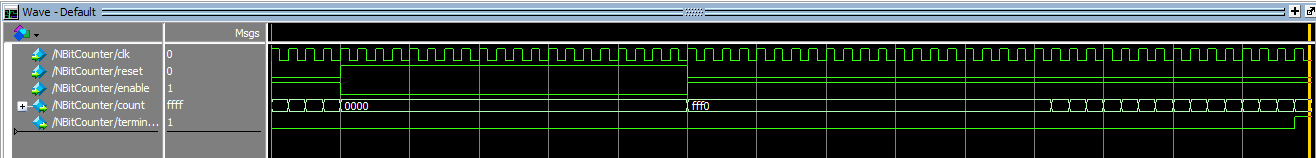 Wave - Default
Msgs
/NBitCounter/clk 0
/NBitCounter/reset 0
/NBitCounter/enable 1
/NBitCounter/count ffff 0000 fff0
/NBitCounter/termin... 1